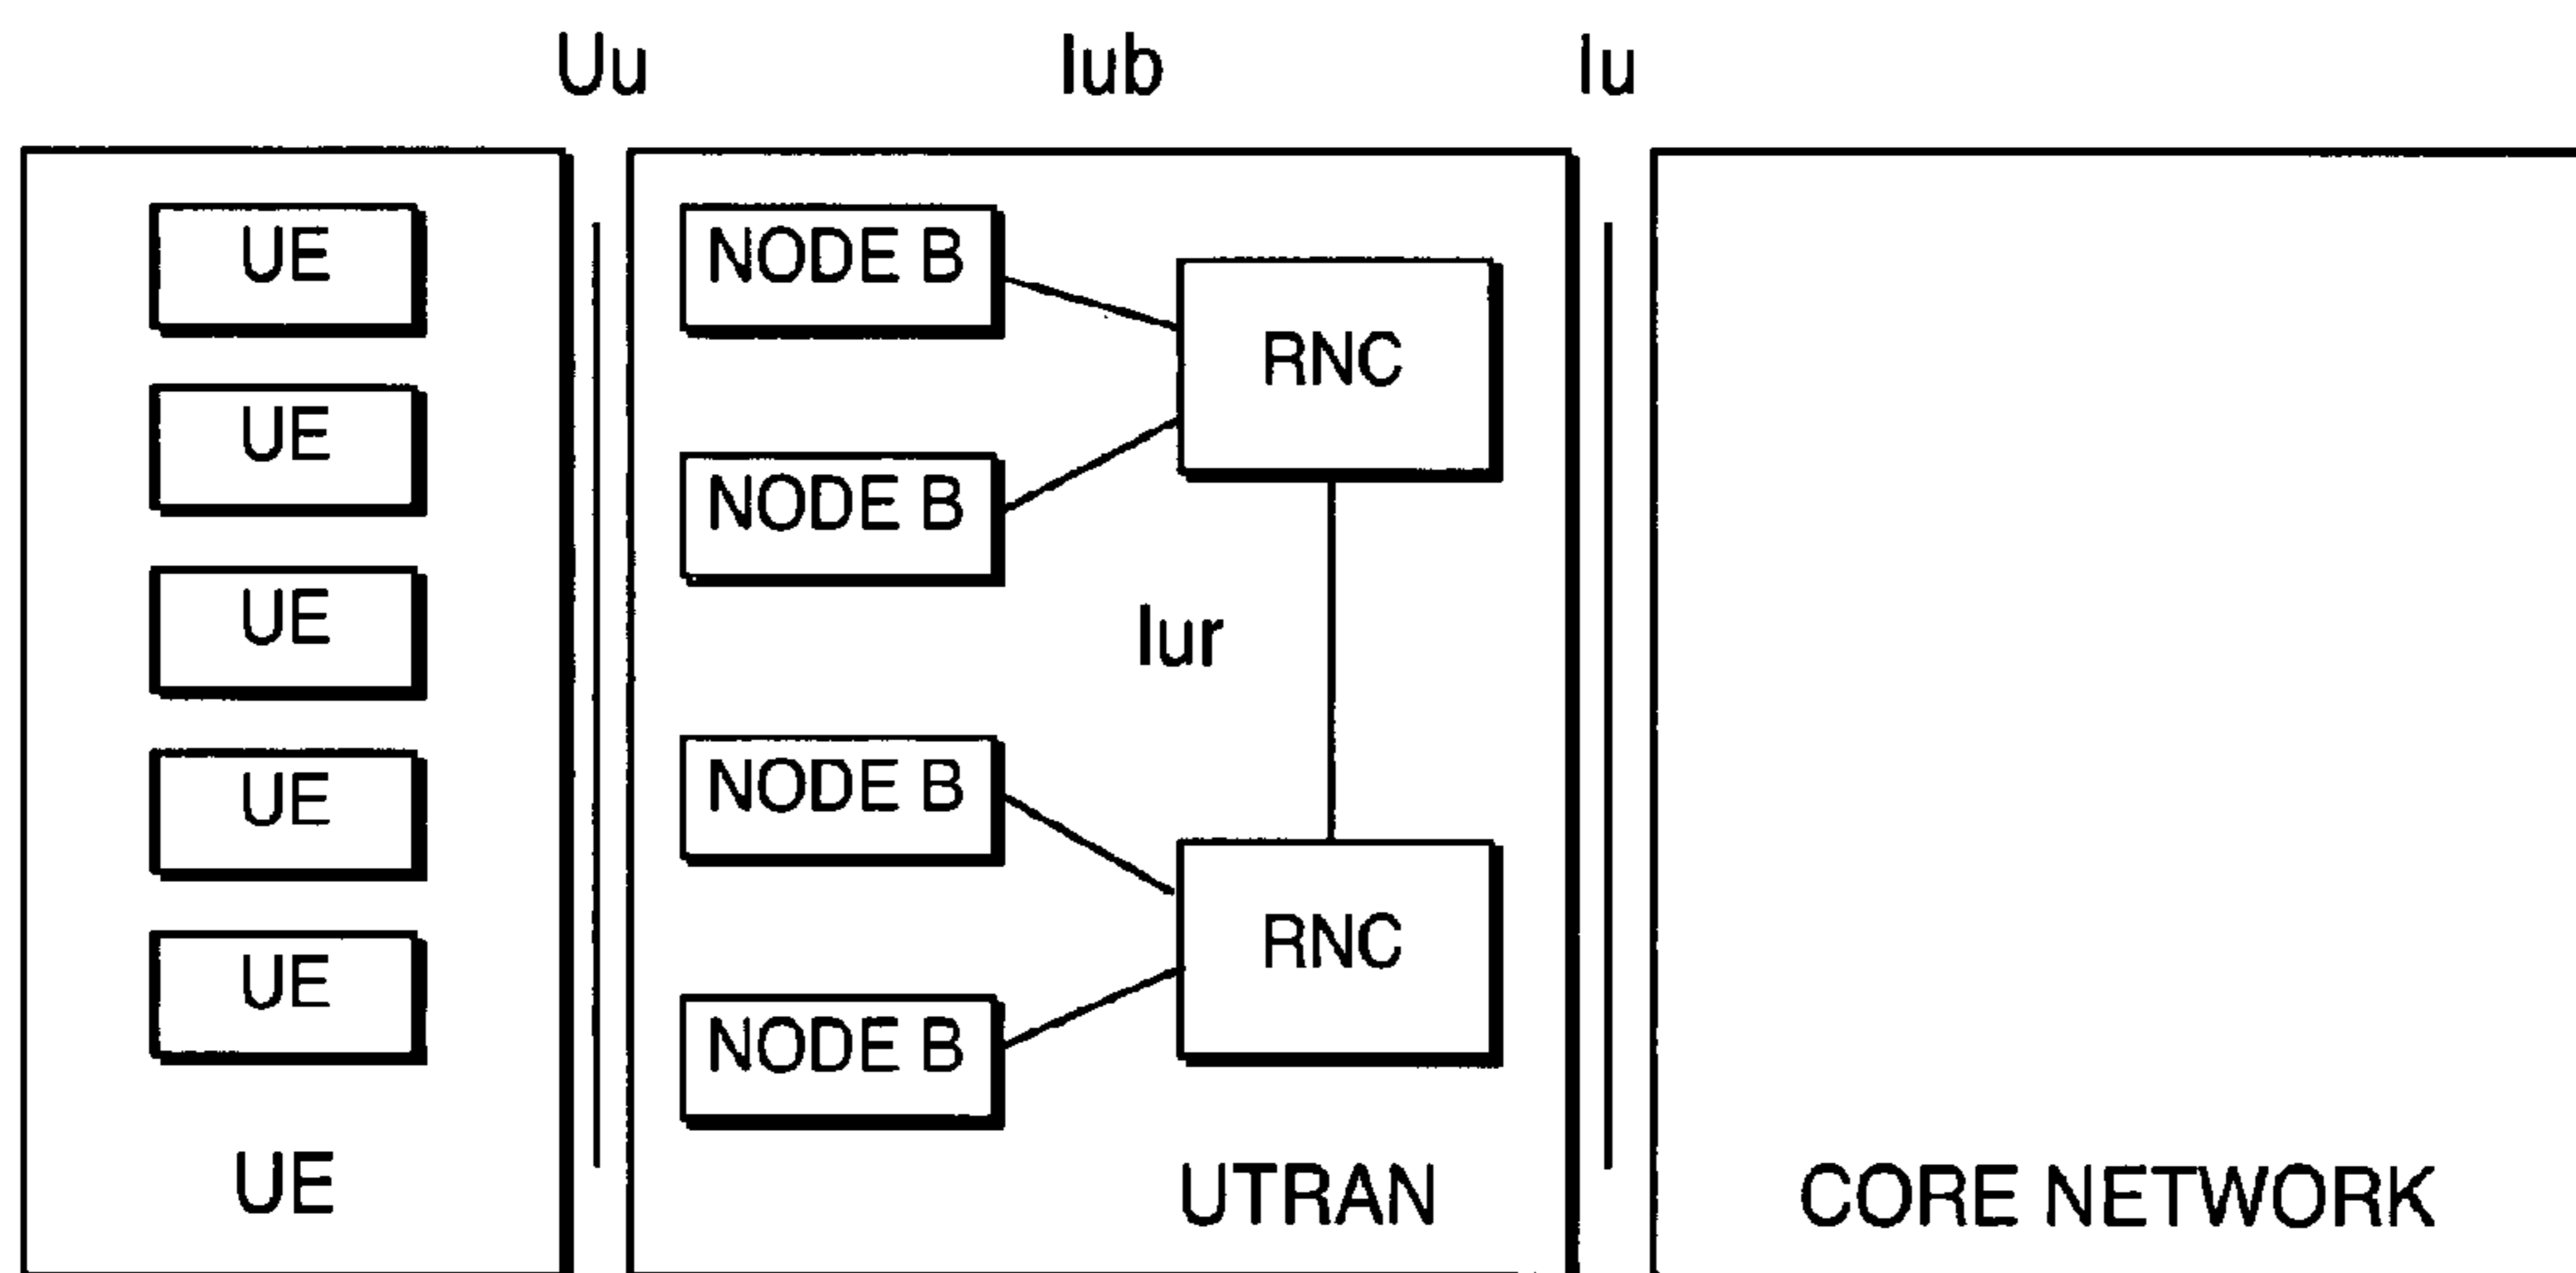 Uu
Iub
Iu
UE
UE
UE
UE
UE
UE
NODE B
NODE B
NODE B
NODE B
RNC
Iur
RNC
UTRAN
CORE NETWORK